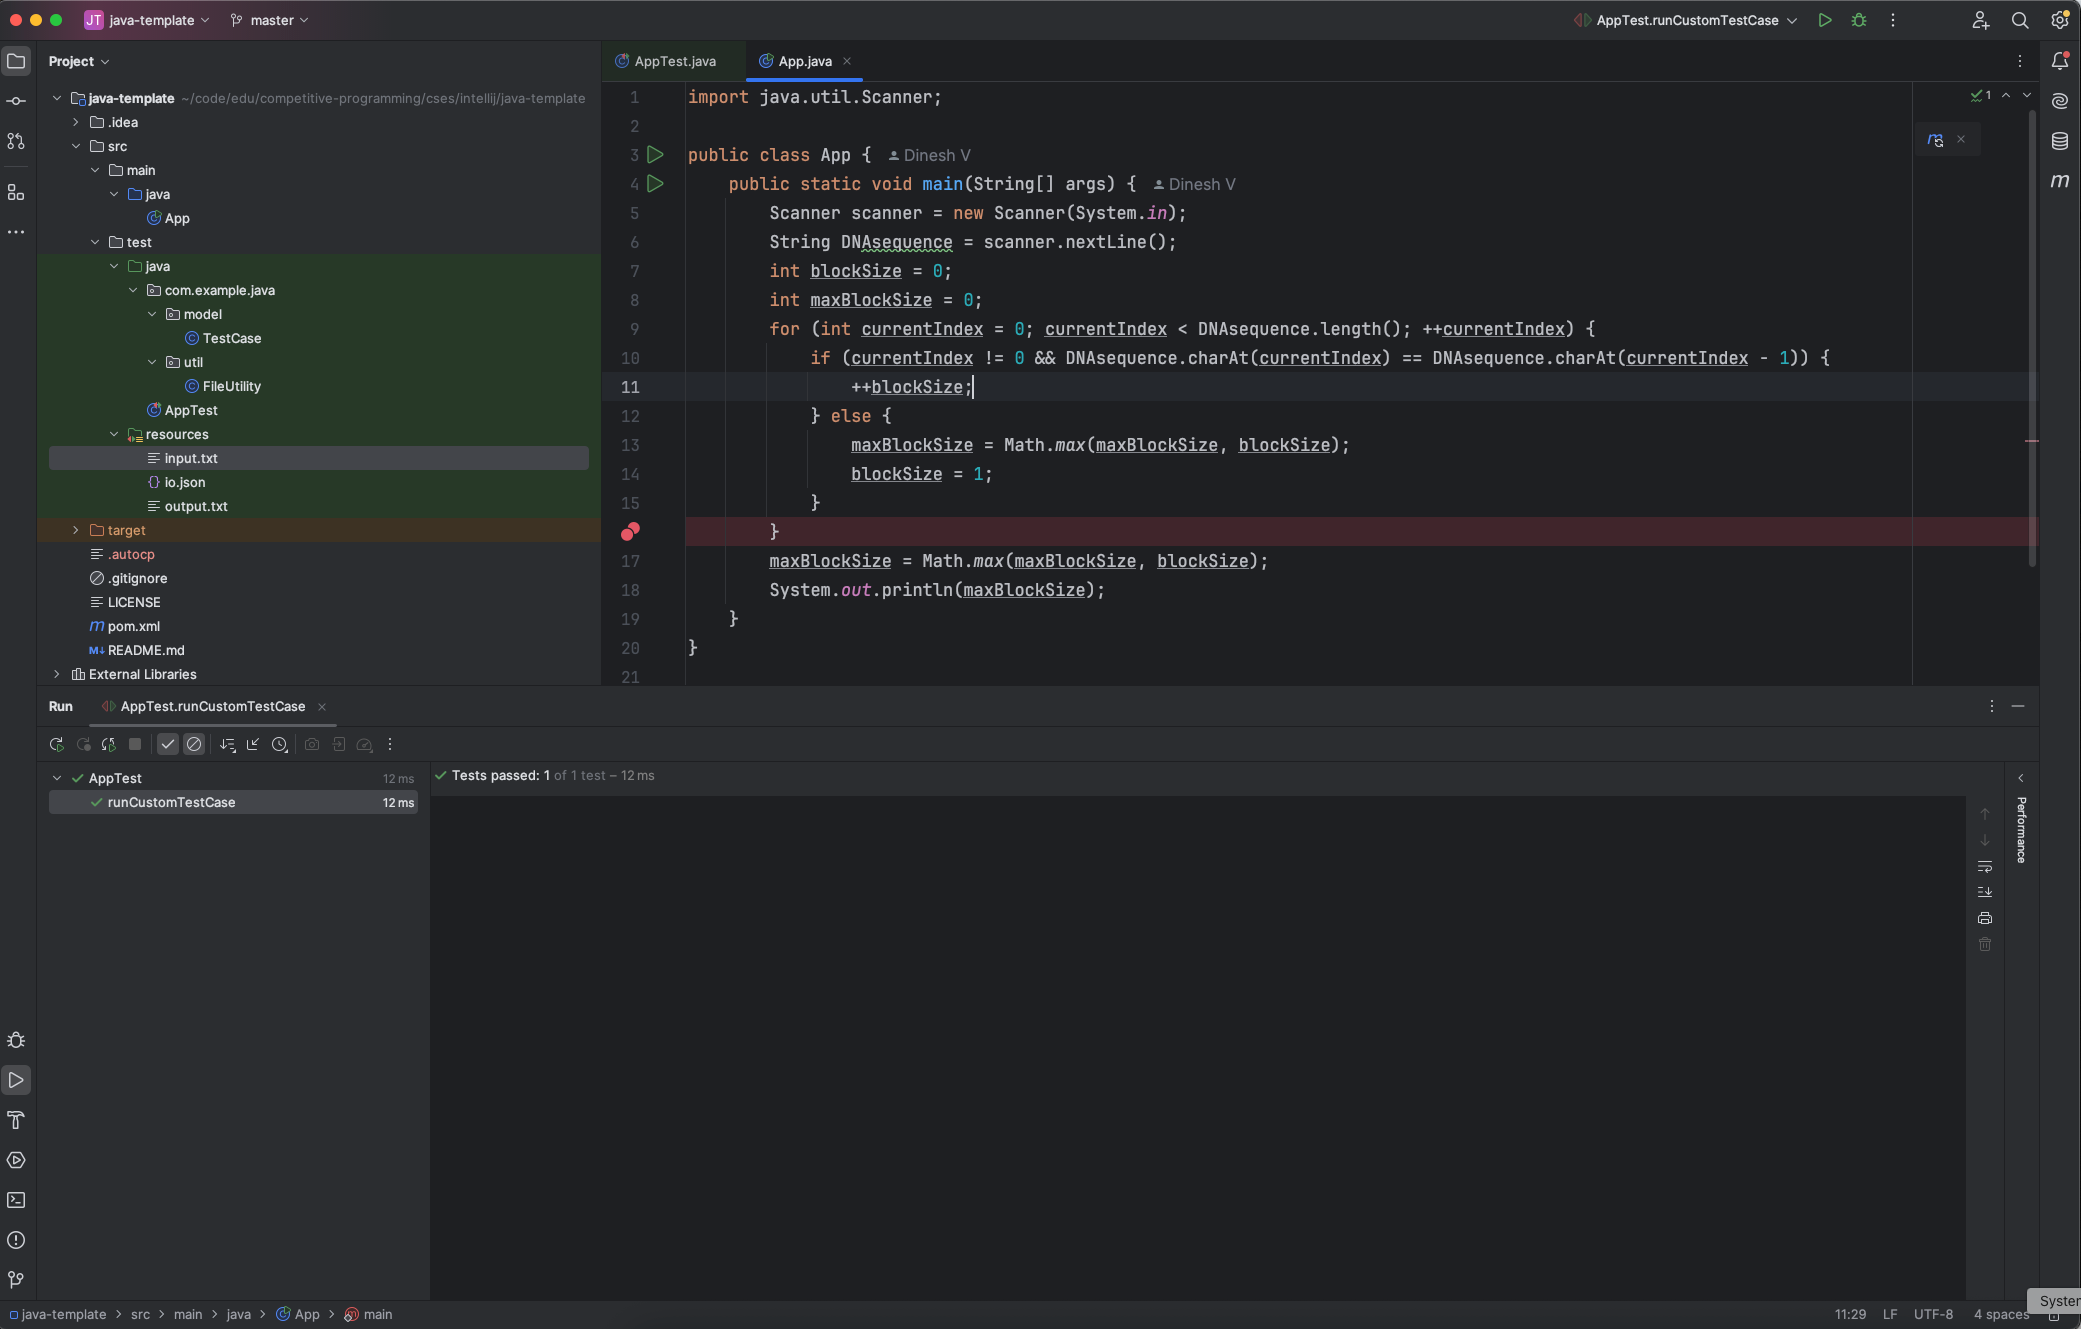 JT java-template master AppTest.runCustomTestCase
Project
AppTest.java App.java
java-template ~/code/edu/competitive-programming/cses/intellij/java-template
.idea
src
main
java
App
test
java
com.example.java
model
TestCase
util
FileUtility
AppTest
resources
input.txt
io.json
output.txt
target
.autocp
.gitignore
LICENSE
pom.xml
README.md
External Libraries
1 import java.util.Scanner;
2
3 public class App { Dinesh V
4 public static void main(String[] args) { Dinesh V
5 Scanner scanner = new Scanner(System.in);
6 String DNAsequence = scanner.nextLine();
7 int blockSize = 0;
8 int maxBlockSize = 0;
9 for (int currentIndex = 0; currentIndex < DNAsequence.length(); ++currentIndex) {
10 if (currentIndex != 0 && DNAsequence.charAt(currentIndex) == DNAsequence.charAt(currentIndex - 1)) {
11 ++blockSize;
12 } else {
13 maxBlockSize = Math.max(maxBlockSize, blockSize);
14 blockSize = 1;
15 }
}
17 maxBlockSize = Math.max(maxBlockSize, blockSize);
18 System.out.println(maxBlockSize);
19 }
20 }
21
1
Run AppTest.runCustomTestCase
AppTest 12 ms
runCustomTestCase 12 ms
Tests passed: 1 of 1 test – 12 ms
Performance
java-template > src > main > java > App > main
11:29 LF UTF-8 4 spaces
System